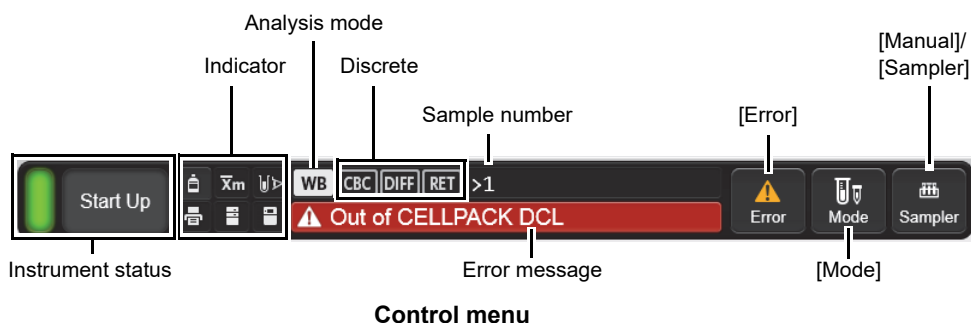 Analysis mode
[Manual]/
[Sampler]
Indicator
Discrete
Sample number
[Error]
Start Up
Xm
WB
CBC
DIFF
RET
>1
Out of CELLPACK DCL
Error
Mode
Sampler
Instrument status
Error message
[Mode]
Control menu